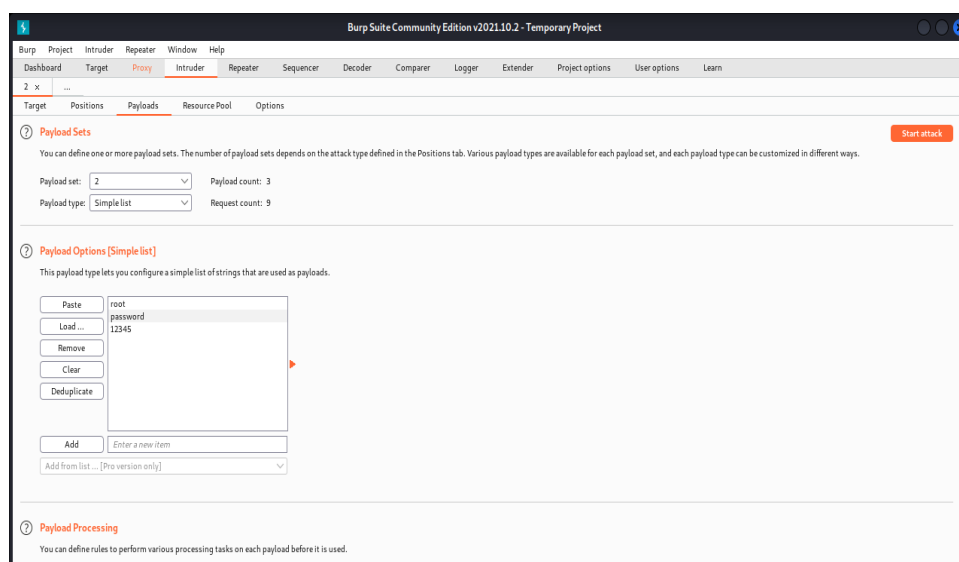 Burp Suite Community Edition v2021.10.2 - Temporary Project
Burp Project Intruder Repeater Window Help
Dashboard Target Proxy Intruder Repeater Sequencer Decoder Comparer Logger Extender Project options User options Learn
2 x ...
Target Positions Payloads Resource Pool Options
? Payload Sets
Start attack
You can define one or more payload sets. The number of payload sets depends on the attack type defined in the Positions tab. Various payload types are available for each payload set, and each payload type can be customized in different ways.
Payload set: 2 Payload count: 3
Payload type: Simple list Request count: 9
? Payload Options [Simple list]
This payload type lets you configure a simple list of strings that are used as payloads.
Paste root
password
Load ... 12345
Remove
Clear
Deduplicate
Add Enter a new item
Add from list ... [Pro version only]
? Payload Processing
You can define rules to perform various processing tasks on each payload before it is used.